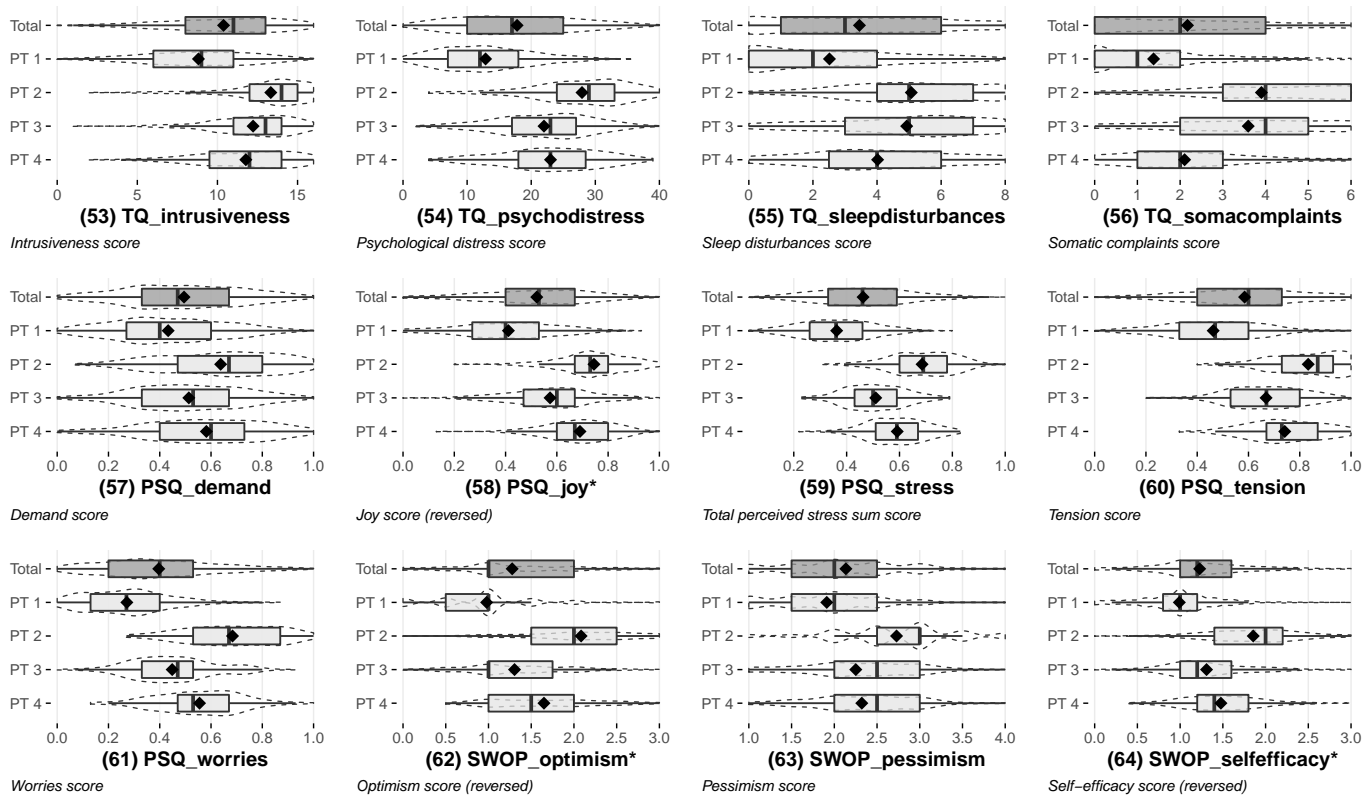 Total
PT 1
PT 2
PT 3
PT 4
0 5 10 15
(53) TQ_intrusiveness
Intrusiveness score
Total
PT 1
PT 2
PT 3
PT 4
0 10 20 30 40
(54) TQ_psychodistress
Psychological distress score
Total
PT 1
PT 2
PT 3
PT 4
0 2 4 6 8
(55) TQ_sleepdisturbances
Sleep disturbances score
Total
PT 1
PT 2
PT 3
PT 4
0 1 2 3 4 5 6
(56) TQ_somacomplaints
Somatic complaints score
Total
PT 1
PT 2
PT 3
PT 4
0.0 0.2 0.4 0.6 0.8 1.0
(57) PSQ_demand
Demand score
Total
PT 1
PT 2
PT 3
PT 4
0.0 0.2 0.4 0.6 0.8 1.0
(58) PSQ_joy*
Joy score (reversed)
Total
PT 1
PT 2
PT 3
PT 4
0.2 0.4 0.6 0.8 1.0
(59) PSQ_stress
Total perceived stress sum score
Total
PT 1
PT 2
PT 3
PT 4
0.0 0.2 0.4 0.6 0.8 1.0
(60) PSQ_tension
Tension score
Total
PT 1
PT 2
PT 3
PT 4
0.0 0.2 0.4 0.6 0.8 1.0
(61) PSQ_worries
Worries score
Total
PT 1
PT 2
PT 3
PT 4
0.0 0.5 1.0 1.5 2.0 2.5 3.0
(62) SWOP_optimism*
Optimism score (reversed)
Total
PT 1
PT 2
PT 3
PT 4
1.0 1.5 2.0 2.5 3.0 3.5 4.0
(63) SWOP_pessimism
Pessimism score
Total
PT 1
PT 2
PT 3
PT 4
0.0 0.5 1.0 1.5 2.0 2.5 3.0
(64) SWOP_selfefficacy*
Self−efficacy score (reversed)